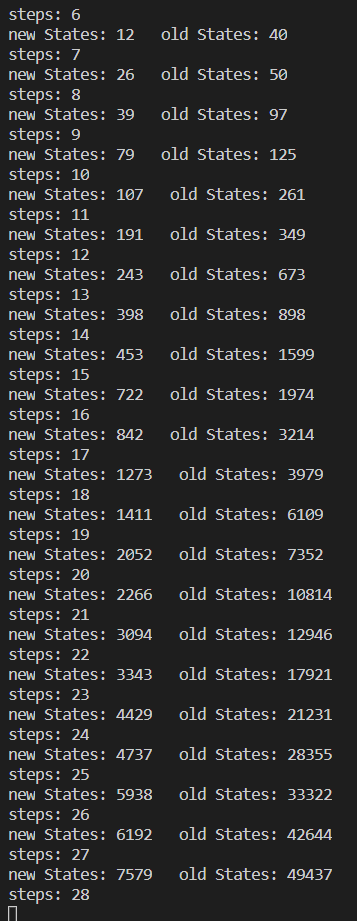 steps: 6
new States: 12   old States: 40
steps: 7
new States: 26   old States: 50
steps: 8
new States: 39   old States: 97
steps: 9
new States: 79   old States: 125
steps: 10
new States: 107   old States: 261
steps: 11
new States: 191   old States: 349
steps: 12
new States: 243   old States: 673
steps: 13
new States: 398   old States: 898
steps: 14
new States: 453   old States: 1599
steps: 15
new States: 722   old States: 1974
steps: 16
new States: 842   old States: 3214
steps: 17
new States: 1273   old States: 3979
steps: 18
new States: 1411   old States: 6109
steps: 19
new States: 2052   old States: 7352
steps: 20
new States: 2266   old States: 10814
steps: 21
new States: 3094   old States: 12946
steps: 22
new States: 3343   old States: 17921
steps: 23
new States: 4429   old States: 21231
steps: 24
new States: 4737   old States: 28355
steps: 25
new States: 5938   old States: 33322
steps: 26
new States: 6192   old States: 42644
steps: 27
new States: 7579   old States: 49437
steps: 28